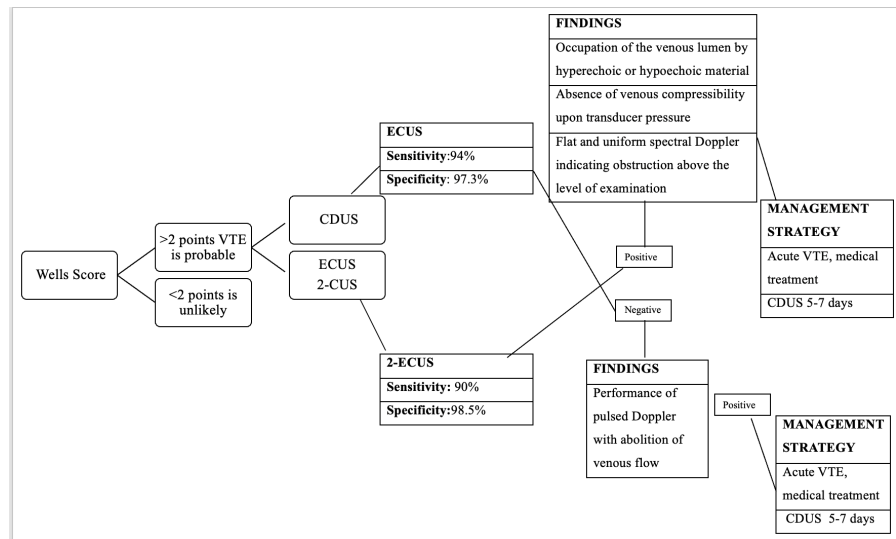 Wells Score
>2 points VTE
is probable
<2 points is
unlikely
CDUS
ECUS
2-CUS
ECUS
Sensitivity:94%
Specificity: 97.3%
2-ECUS
Sensitivity: 90%
Specificity:98.5%
FINDINGS
Occupation of the venous lumen by
hyperechoic or hypoechoic material
Absence of venous compressibility
upon transducer pressure
Flat and uniform spectral Doppler
indicating obstruction above the
level of examination
Positive
Negative
MANAGEMENT
STRATEGY
Acute VTE, medical
treatment
CDUS 5-7 days
FINDINGS
Performance of
pulsed Doppler
with abolition of
venous flow
Positive
MANAGEMENT
STRATEGY
Acute VTE,
medical treatment
CDUS 5-7 days